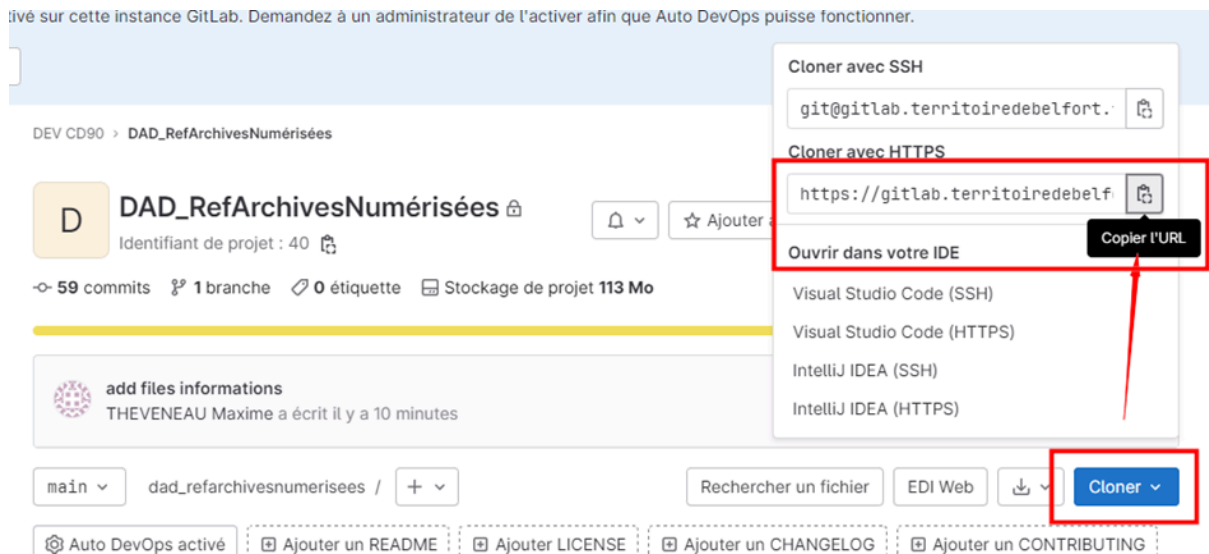 ivé sur cette instance GitLab. Demandez à un administrateur de l'activer afin que Auto DevOps puisse fonctionner.
Cloner avec SSH
git@gitlab.territoiredebelfort.
Cloner avec HTTPS
https://gitlab.territoiredebelf
Copier l'URL
Ouvrir dans votre IDE
Visual Studio Code (SSH)
Visual Studio Code (HTTPS)
IntelliJ IDEA (SSH)
IntelliJ IDEA (HTTPS)
DEV CD90 > DAD_RefArchivesNumérisées
D
DAD_RefArchivesNumérisées
Identifiant de projet : 40
Ajouter
59 commits 1 branche 0 étiquette Stockage de projet 113 Mo
add files informations
THEVENEAU Maxime a écrit il y a 10 minutes
main dad_refarchivesnumerisees / + Rechercher un fichier EDI Web Cloner
Auto DevOps activé Ajouter un README Ajouter LICENSE Ajouter un CHANGELOG Ajouter un CONTRIBUTING